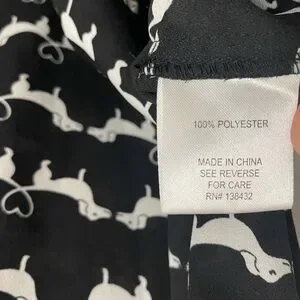 100% POLYESTER
MADE IN CHINA
SEE REVERSE
FOR CARE
RN# 138432